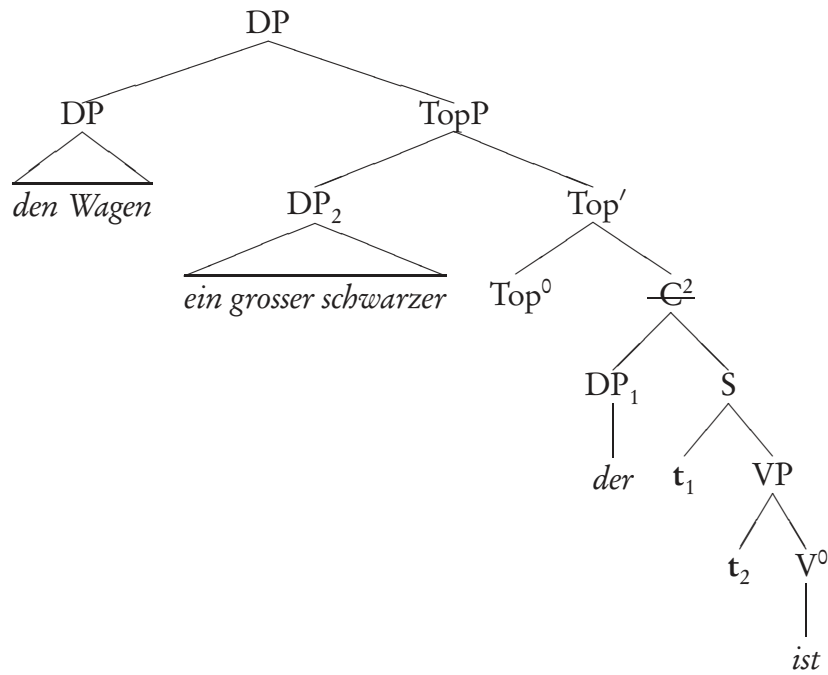 DP
DP TopP
den Wagen DP₂ Top′
ein grosser schwarzer Top⁰ C²
DP₁ S
der t₁ VP
t₂ V⁰
ist